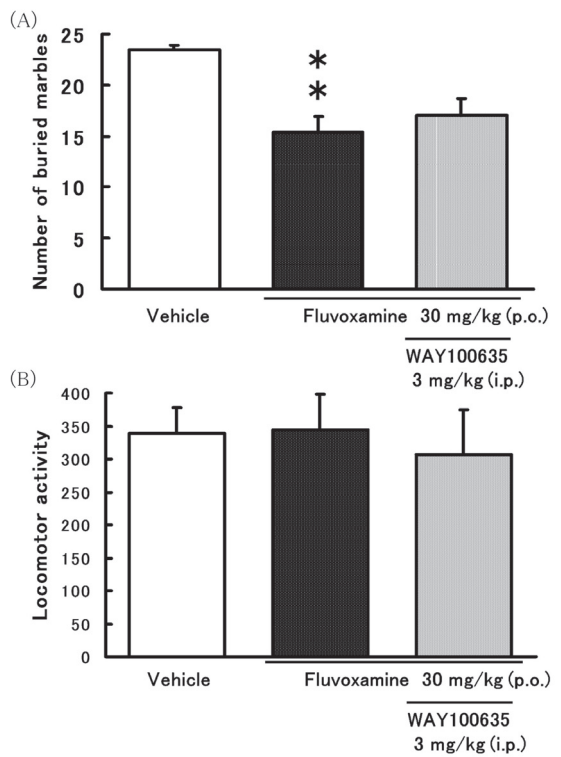 (A)
Number of buried marbles
25
20
15
10
5
0
*
*
Vehicle
Fluvoxamine 30 mg/kg (p.o.)
WAY100635
3 mg/kg (i.p.)
(B)
Locomotor activity
400
350
300
250
200
150
100
50
0
Vehicle
Fluvoxamine 30 mg/kg (p.o.)
WAY100635
3 mg/kg (i.p.)